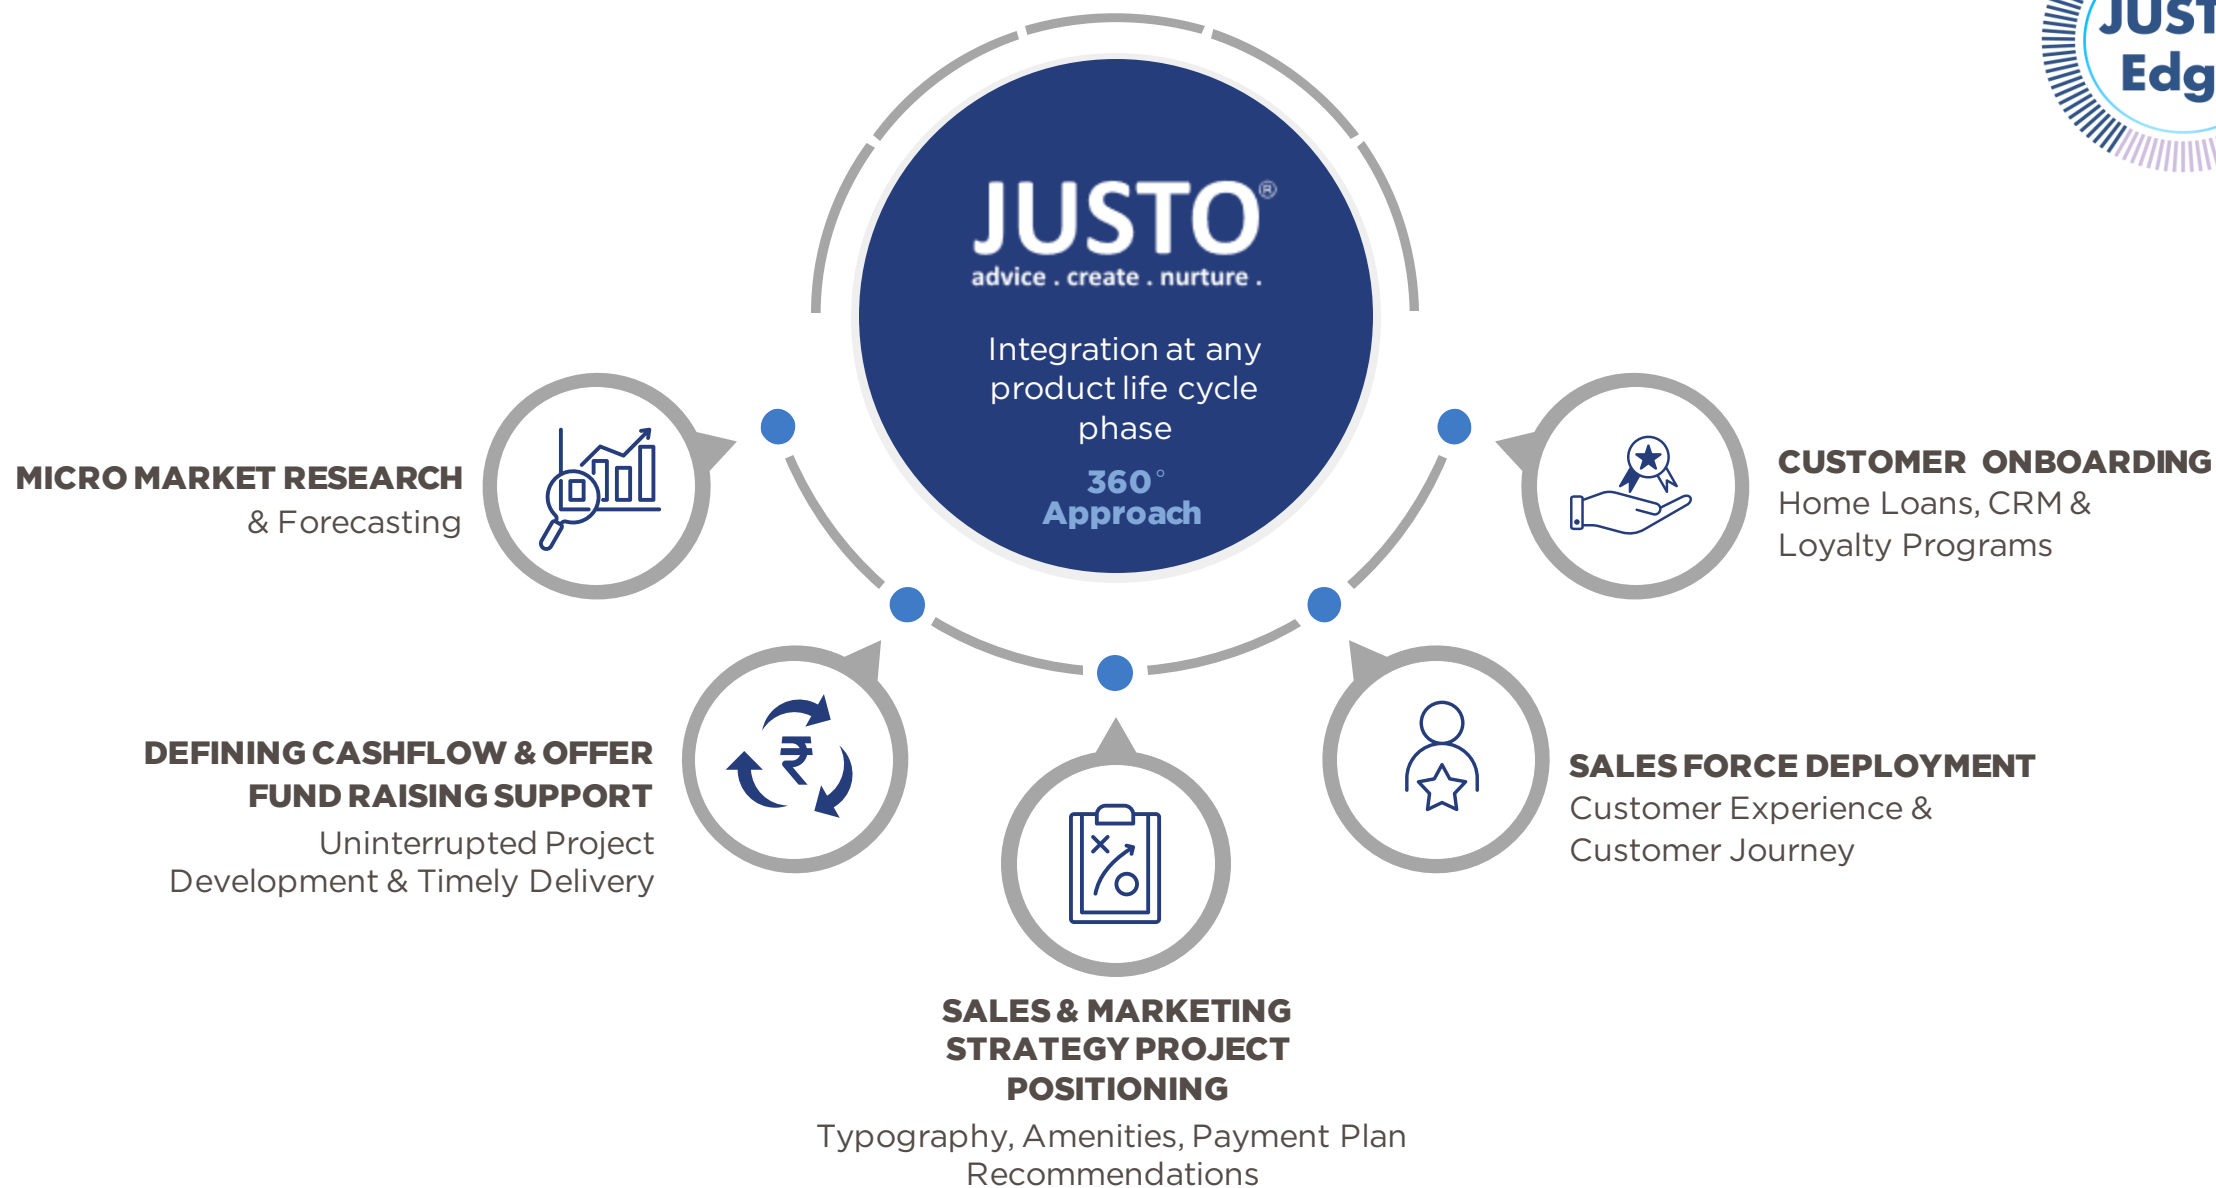 JUST
Edg
JUSTO®
advice . create . nurture .
Integration at any
product life cycle
phase
360°
Approach
MICRO MARKET RESEARCH
& Forecasting
DEFINING CASHFLOW & OFFER
FUND RAISING SUPPORT
Uninterrupted Project
Development & Timely Delivery
₹
SALES & MARKETING
STRATEGY PROJECT
POSITIONING
Typography, Amenities, Payment Plan
Recommendations
SALES FORCE DEPLOYMENT
Customer Experience &
Customer Journey
CUSTOMER ONBOARDING
Home Loans, CRM &
Loyalty Programs